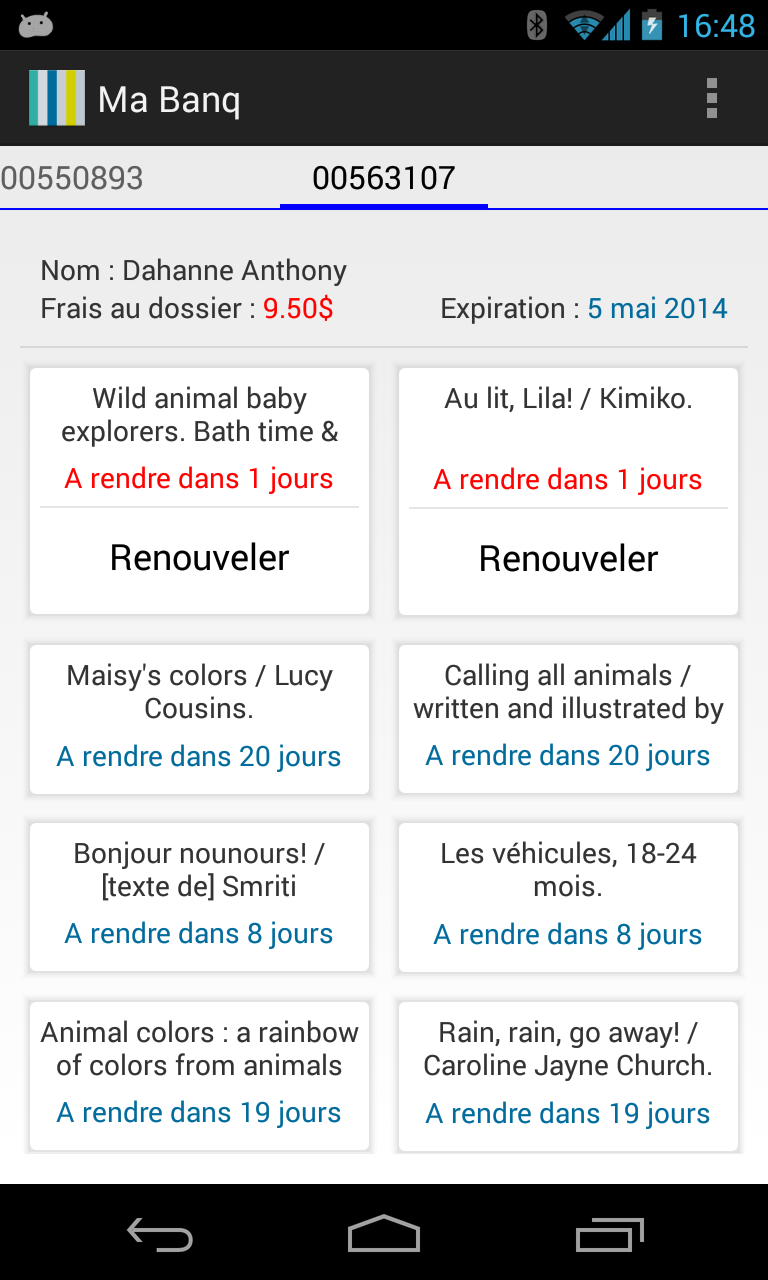 16:48
Ma Banq
00550893
00563107
Nom : Dahanne Anthony
Frais au dossier : 9.50$
Expiration : 5 mai 2014
Wild animal baby
explorers. Bath time &
A rendre dans 1 jours
Renouveler
Au lit, Lila! / Kimiko.
A rendre dans 1 jours
Renouveler
Maisy's colors / Lucy
Cousins.
A rendre dans 20 jours
Calling all animals /
written and illustrated by
A rendre dans 20 jours
Bonjour nounours! /
[texte de] Smriti
A rendre dans 8 jours
Les véhicules, 18-24
mois.
A rendre dans 8 jours
Animal colors : a rainbow
of colors from animals
A rendre dans 19 jours
Rain, rain, go away! /
Caroline Jayne Church.
A rendre dans 19 jours